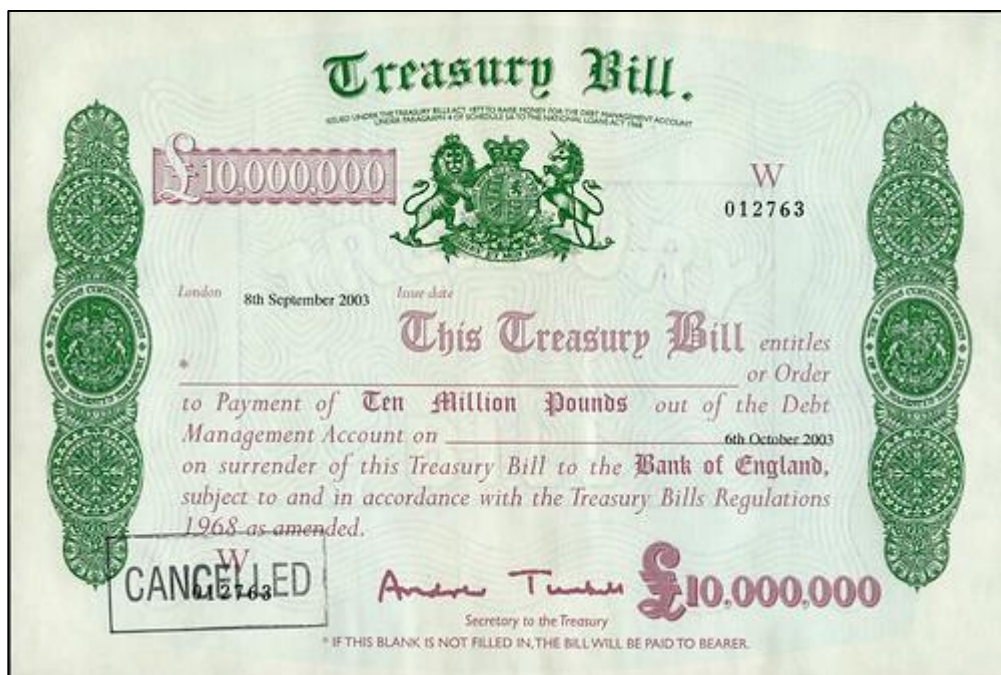 Treasury Bill.
ISSUED UNDER THE TREASURY BILLS ACT 1877 TO RAISE MONEY FOR THE DEBT MANAGEMENT ACCOUNT
UNDER PARAGRAPH 4 OF SCHEDULE 5A TO THE NATIONAL LOANS ACT 1968
£10,000,000
W
012763
London 8th September 2003 Issue date
This Treasury Bill entitles
* or Order
to Payment of Ten Million Pounds out of the Debt
Management Account on 6th October 2003
on surrender of this Treasury Bill to the Bank of England,
subject to and in accordance with the Treasury Bills Regulations
1968 as amended.
W
012763
CANCELLED
Andrew Turnbull
£10,000,000
Secretary to the Treasury
* IF THIS BLANK IS NOT FILLED IN, THE BILL WILL BE PAID TO BEARER.